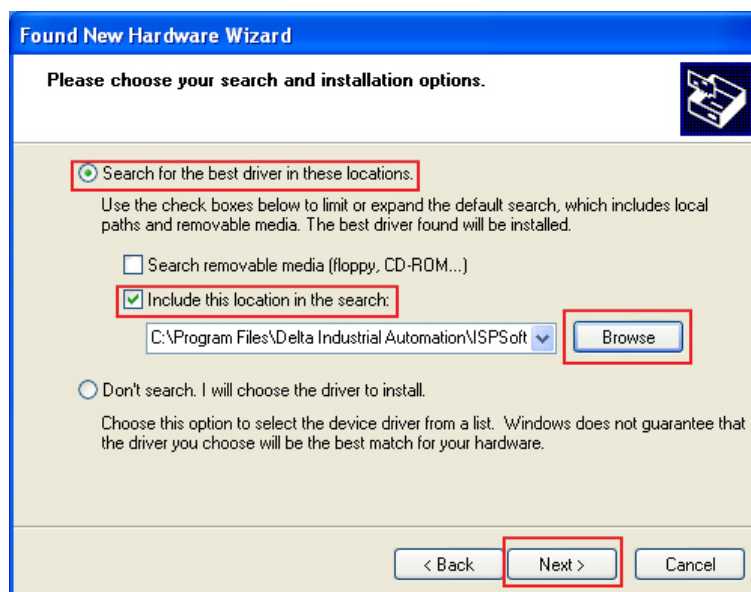 Found New Hardware Wizard
Please choose your search and installation options.
Search for the best driver in these locations.
Use the check boxes below to limit or expand the default search, which includes local
paths and removable media. The best driver found will be installed.
Search removable media (floppy, CD-ROM...)
Include this location in the search:
C:\Program Files\Delta Industrial Automation\ISPSoft
Browse
Don't search. I will choose the driver to install.
Choose this option to select the device driver from a list.  Windows does not guarantee that
the driver you choose will be the best match for your hardware.
< Back
Next >
Cancel